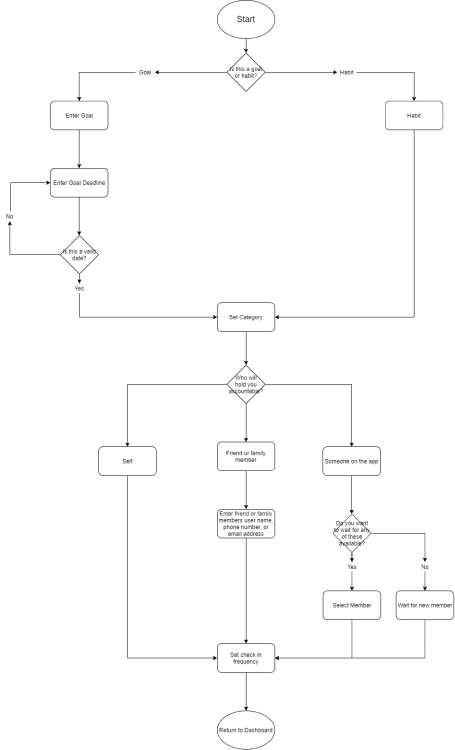 Start
Is this a goal
or habit?
Goal
Habit
Enter Goal
Habit
Enter Goal Deadline
No
Is this a valid
date?
Yes
Set Category
Who will
hold you
accountable?
Self
Friend or family
member
Someone on the app
Enter friend or family
members user name,
phone number, or
email address
Do you want
to wait for any
of these
available?
Yes
No
Select Member
Wait for new member
Set check in
frequency
Return to Dashboard